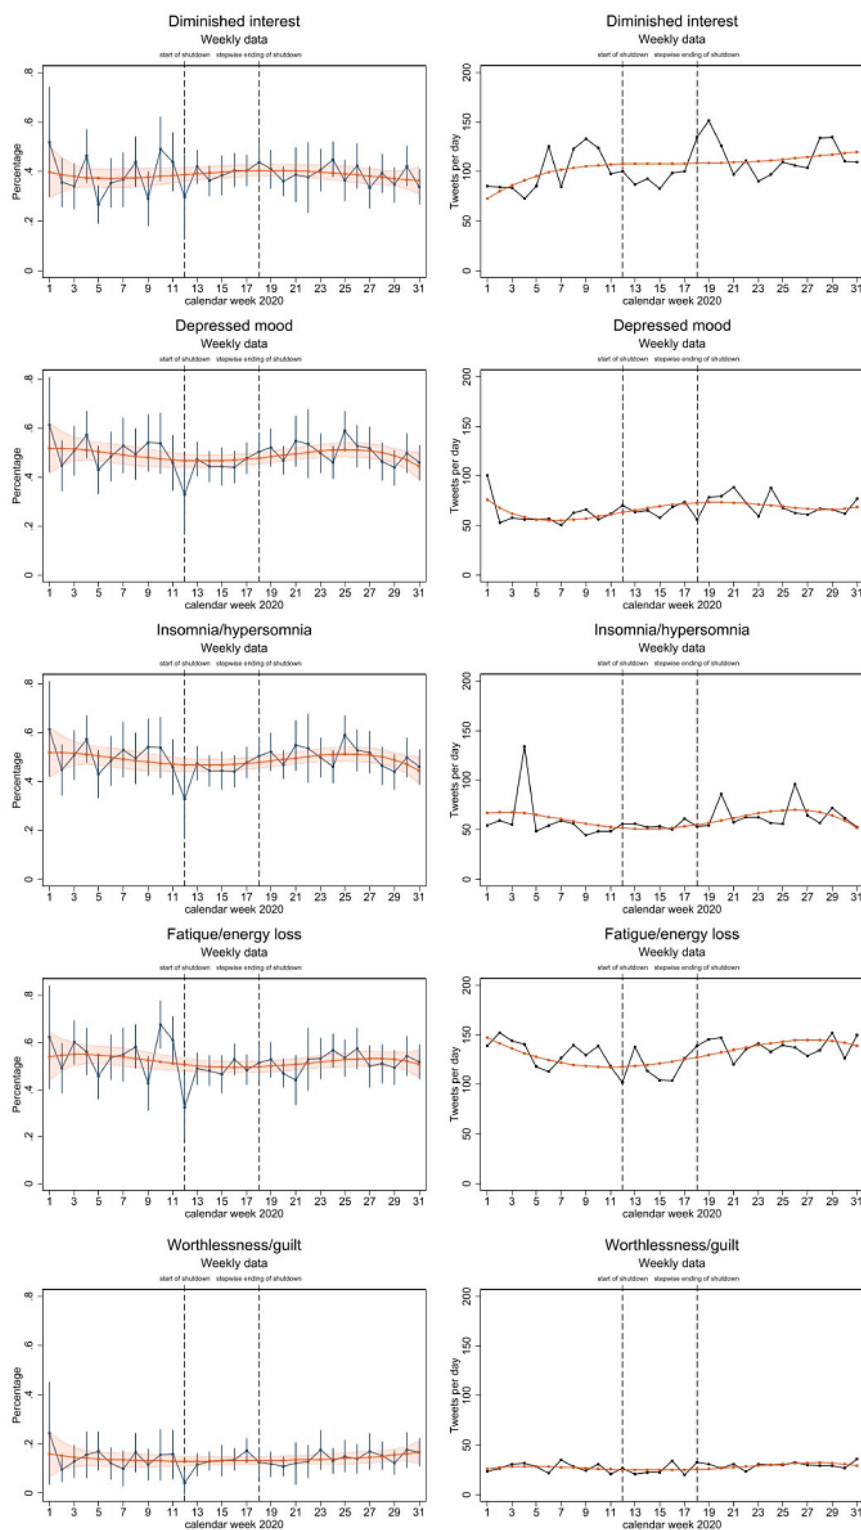 Diminished interest
Weekly data
start of shutdown stepwise ending of shutdown
Percentage
0 .2 .4 .6 .8
1 3 5 7 9 11 13 15 17 19 21 23 25 27 29 31
calendar week 2020
Diminished interest
Weekly data
start of shutdown stepwise ending of shutdown
Tweets per day
0 50 100 150 200
1 3 5 7 9 11 13 15 17 19 21 23 25 27 29 31
calendar week 2020
Depressed mood
Weekly data
start of shutdown stepwise ending of shutdown
Percentage
0 .2 .4 .6 .8
1 3 5 7 9 11 13 15 17 19 21 23 25 27 29 31
calendar week 2020
Depressed mood
Weekly data
start of shutdown stepwise ending of shutdown
Tweets per day
0 50 100 150 200
1 3 5 7 9 11 13 15 17 19 21 23 25 27 29 31
calendar week 2020
Insomnia/hypersomnia
Weekly data
start of shutdown stepwise ending of shutdown
Percentage
0 .2 .4 .6 .8
1 3 5 7 9 11 13 15 17 19 21 23 25 27 29 31
calendar week 2020
Insomnia/hypersomnia
Weekly data
start of shutdown stepwise ending of shutdown
Tweets per day
0 50 100 150 200
1 3 5 7 9 11 13 15 17 19 21 23 25 27 29 31
calendar week 2020
Fatique/energy loss
Weekly data
start of shutdown stepwise ending of shutdown
Percentage
0 .2 .4 .6 .8
1 3 5 7 9 11 13 15 17 19 21 23 25 27 29 31
calendar week 2020
Fatigue/energy loss
Weekly data
start of shutdown stepwise ending of shutdown
Tweets per day
0 50 100 150 200
1 3 5 7 9 11 13 15 17 19 21 23 25 27 29 31
calendar week 2020
Worthlessness/guilt
Weekly data
start of shutdown stepwise ending of shutdown
Percentage
0 .2 .4 .6 .8
1 3 5 7 9 11 13 15 17 19 21 23 25 27 29 31
calendar week 2020
Worthlessness/guilt
Weekly data
start of shutdown stepwise ending of shutdown
Tweets per day
0 50 100 150 200
1 3 5 7 9 11 13 15 17 19 21 23 25 27 29 31
calendar week 2020